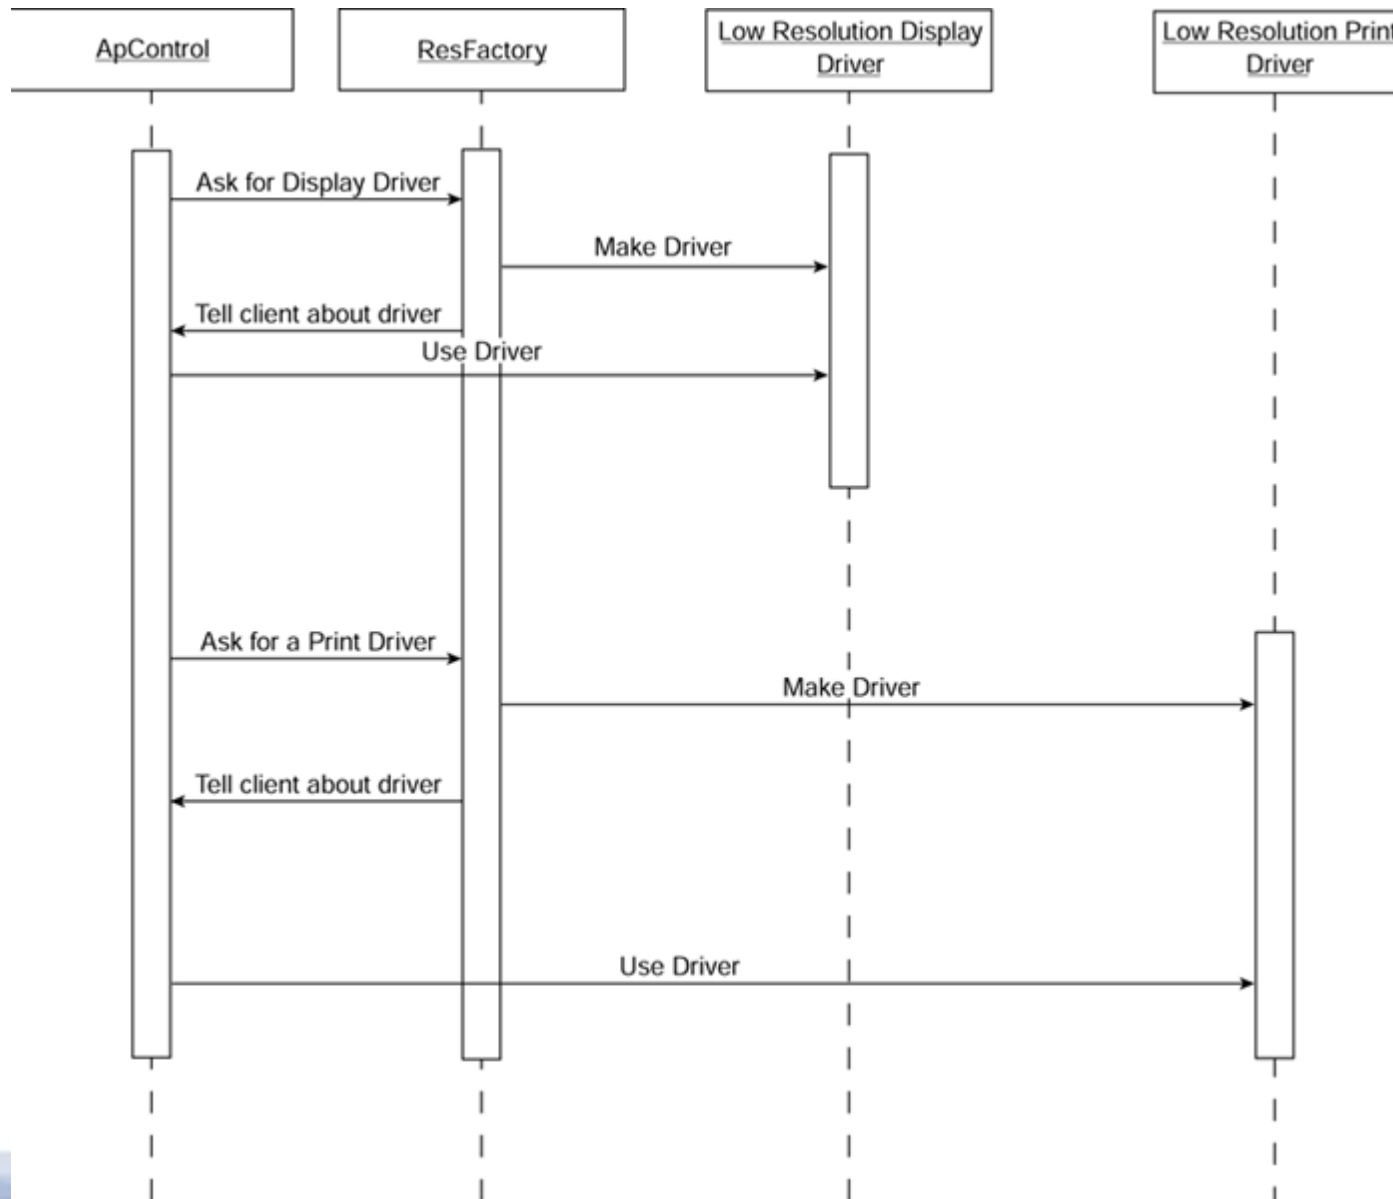 ApControl
ResFactory
Low Resolution Display
Driver
Low Resolution Print
Driver
Ask for Display Driver
Make Driver
Tell client about driver
Use Driver
Ask for a Print Driver
Make Driver
Tell client about driver
Use Driver